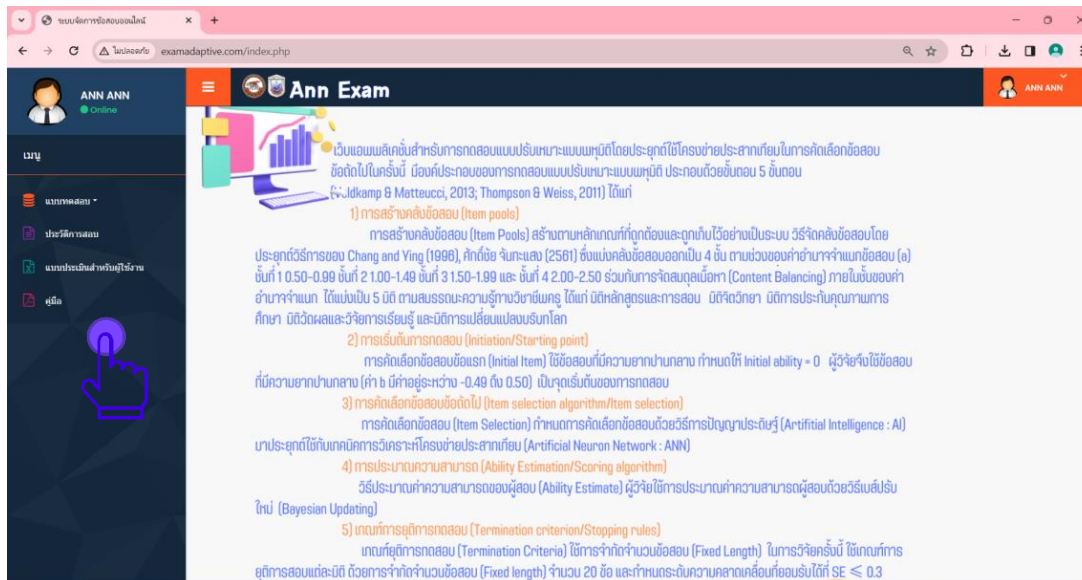 ระบบจัดการข้อสอบออนไลน์
ไม่ปลอดภัย examadaptive.com/index.php
ANN ANN
Online
Ann Exam
ANN ANN
เมนู
แบบทดสอบ
ประวัติการสอบ
แบบประเมินสำหรับผู้ใช้งาน
คู่มือ
เว็บแอพพลิเคชั่นสำหรับการทดสอบแบบปรับเหมาะแบบพหุมิติโดยประยุกต์ใช้โครงข่ายประสาทเทียมในการคัดเลือกข้อสอบ
ข้อถัดไปในครั้งนี้ มีองค์ประกอบของการทดสอบแบบปรับเหมาะแบบพหุมิติ ประกอบด้วยขั้นตอน 5 ขั้นตอน
ldkamp & Matteucci, 2013; Thompson & Weiss, 2011) ได้แก่
1) การสร้างคลังข้อสอบ (Item pools)
การสร้างคลังข้อสอบ (Item Pools) สร้างตามหลักเกณฑ์ที่ถูกต้องและถูกเก็บไว้อย่างเป็นระบบ วิธีจัดคลังข้อสอบโดย
ประยุกต์วิธีการของ Chang and Ying (1996), ศักดิ์ชัย จันทะแสง (2561) ซึ่งแบ่งคลังข้อสอบออกเป็น 4 ชั้น ตามช่วงของค่าอำนาจจำแนกข้อสอบ (a)
ชั้นที่ 1 0.50-0.99 ชั้นที่ 2 1.00-1.49 ชั้นที่ 3 1.50-1.99 และ ชั้นที่ 4 2.00-2.50 ร่วมกับการจัดสมดุลเนื้อหา (Content Balancing) ภายในชั้นของค่า
อำนาจจำแนก ได้แบ่งเป็น 5 มิติ ตามสมรรถนะความรู้ทางวิชาชีพครู ได้แก่ มิติหลักสูตรและการสอน มิติจิตวิทยา มิติการประกันคุณภาพการ
ศึกษา มิติวัดผลและวิจัยการเรียนรู้ และมิติการเปลี่ยนแปลงบริบทโลก
2) การเริ่มต้นการทดสอบ (Initiation/Starting point)
การคัดเลือกข้อสอบข้อแรก (Initial Item) ใช้ข้อสอบที่มีความยากปานกลาง กำหนดให้ Initial ability = 0 ผู้วิจัยจึงใช้ข้อสอบ
ที่มีความยากปานกลาง (ค่า b มีค่าอยู่ระหว่าง -0.49 ถึง 0.50) เป็นจุดเริ่มต้นของการทดสอบ
3) การคัดเลือกข้อสอบข้อถัดไป (Item selection algorithm/Item selection)
การคัดเลือกข้อสอบ (Item Selection) กำหนดการคัดเลือกข้อสอบด้วยวิธีการปัญญาประดิษฐ์ (Artifitial Intelligence : AI)
มาประยุกต์ใช้กับเทคนิคการวิเคราะห์โครงข่ายประสาทเทียม (Artificial Neuron Network : ANN)
4) การประมาณความสามารถ (Ability Estimation/Scoring algorithm)
วิธีประมาณค่าความสามารถของผู้สอบ (Ability Estimate) ผู้วิจัยใช้การประมาณค่าความสามารถผู้สอบด้วยวิธีเบส์ปรับ
ใหม่ (Bayesian Updating)
5) เกณฑ์การยุติการทดสอบ (Termination criterion/Stopping rules)
เกณฑ์ยุติการทดสอบ (Termination Criteria) ใช้การจำกัดจำนวนข้อสอบ (Fixed Length) ในการวิจัยครั้งนี้ ใช้เกณฑ์การ
ยุติการสอบแต่ละมิติ ด้วยการจำกัดจำนวนข้อสอบ (Fixed length) จำนวน 20 ข้อ และกำหนดระดับความคลาดเคลื่อนที่ยอมรับได้ที่ SE ≤ 0.3